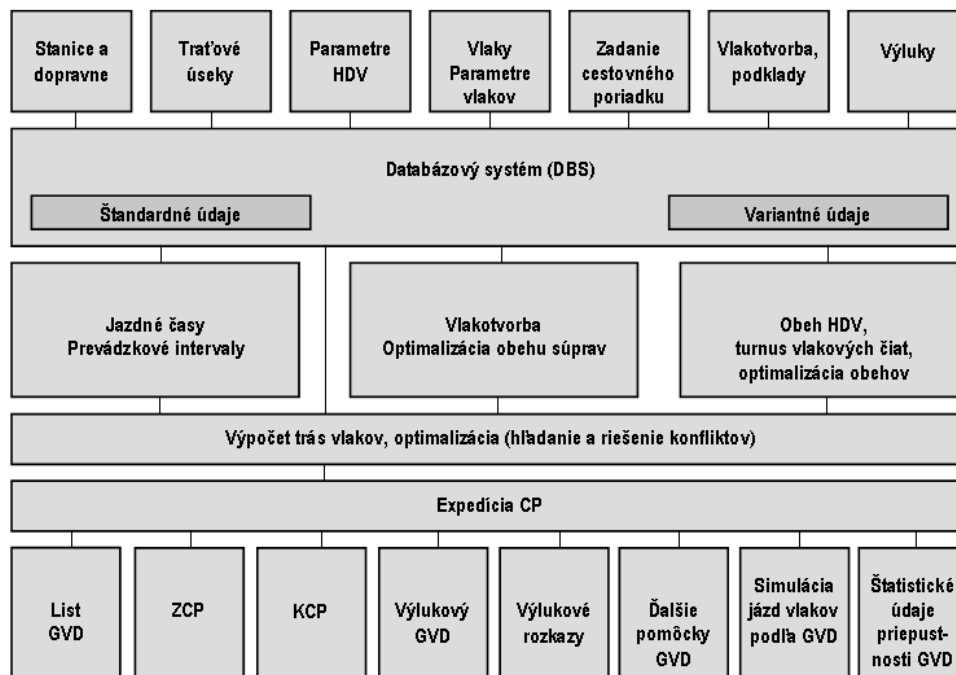 Stanice a
dopravne
Traťové
úseky
Parametre
HDV
Vlaky
Parametre
vlakov
Zadanie
cestovného
poriadku
Vlakotvorba,
podklady
Výluky
Databázový systém (DBS)
Štandardné údaje
Variantné údaje
Jazdné časy
Prevádzkové intervaly
Vlakotvorba
Optimalizácia obehu súprav
Obeh HDV,
turnus vlakových čiat,
optimalizácia obehov
Výpočet trás vlakov, optimalizácia (hľadanie a riešenie konfliktov)
Expedícia CP
List
GVD
ZCP
KCP
Výlukový
GVD
Výlukové
rozkazy
Ďalšie
pomôcky
GVD
Simulácia
jázd vlakov
podľa GVD
Štatistické
údaje
priepust-
nosti GVD